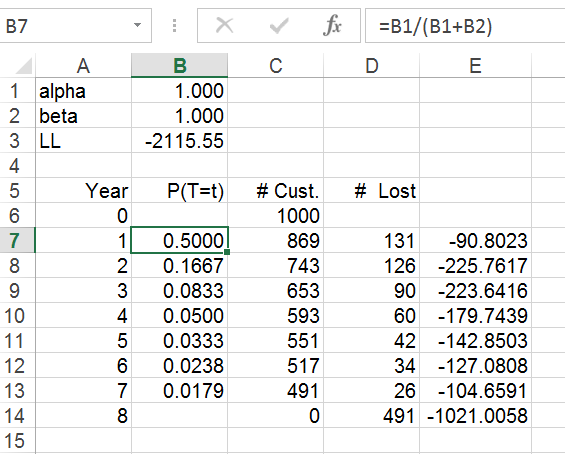 B7 fx =B1/(B1+B2)
A B C D E
1 alpha 1.000
2 beta 1.000
3 LL -2115.55
4
5 Year P(T=t) # Cust. # Lost
6 0 1000
7 1 0.5000 869 131 -90.8023
8 2 0.1667 743 126 -225.7617
9 3 0.0833 653 90 -223.6416
10 4 0.0500 593 60 -179.7439
11 5 0.0333 551 42 -142.8503
12 6 0.0238 517 34 -127.0808
13 7 0.0179 491 26 -104.6591
14 8 0 491 -1021.0058
15